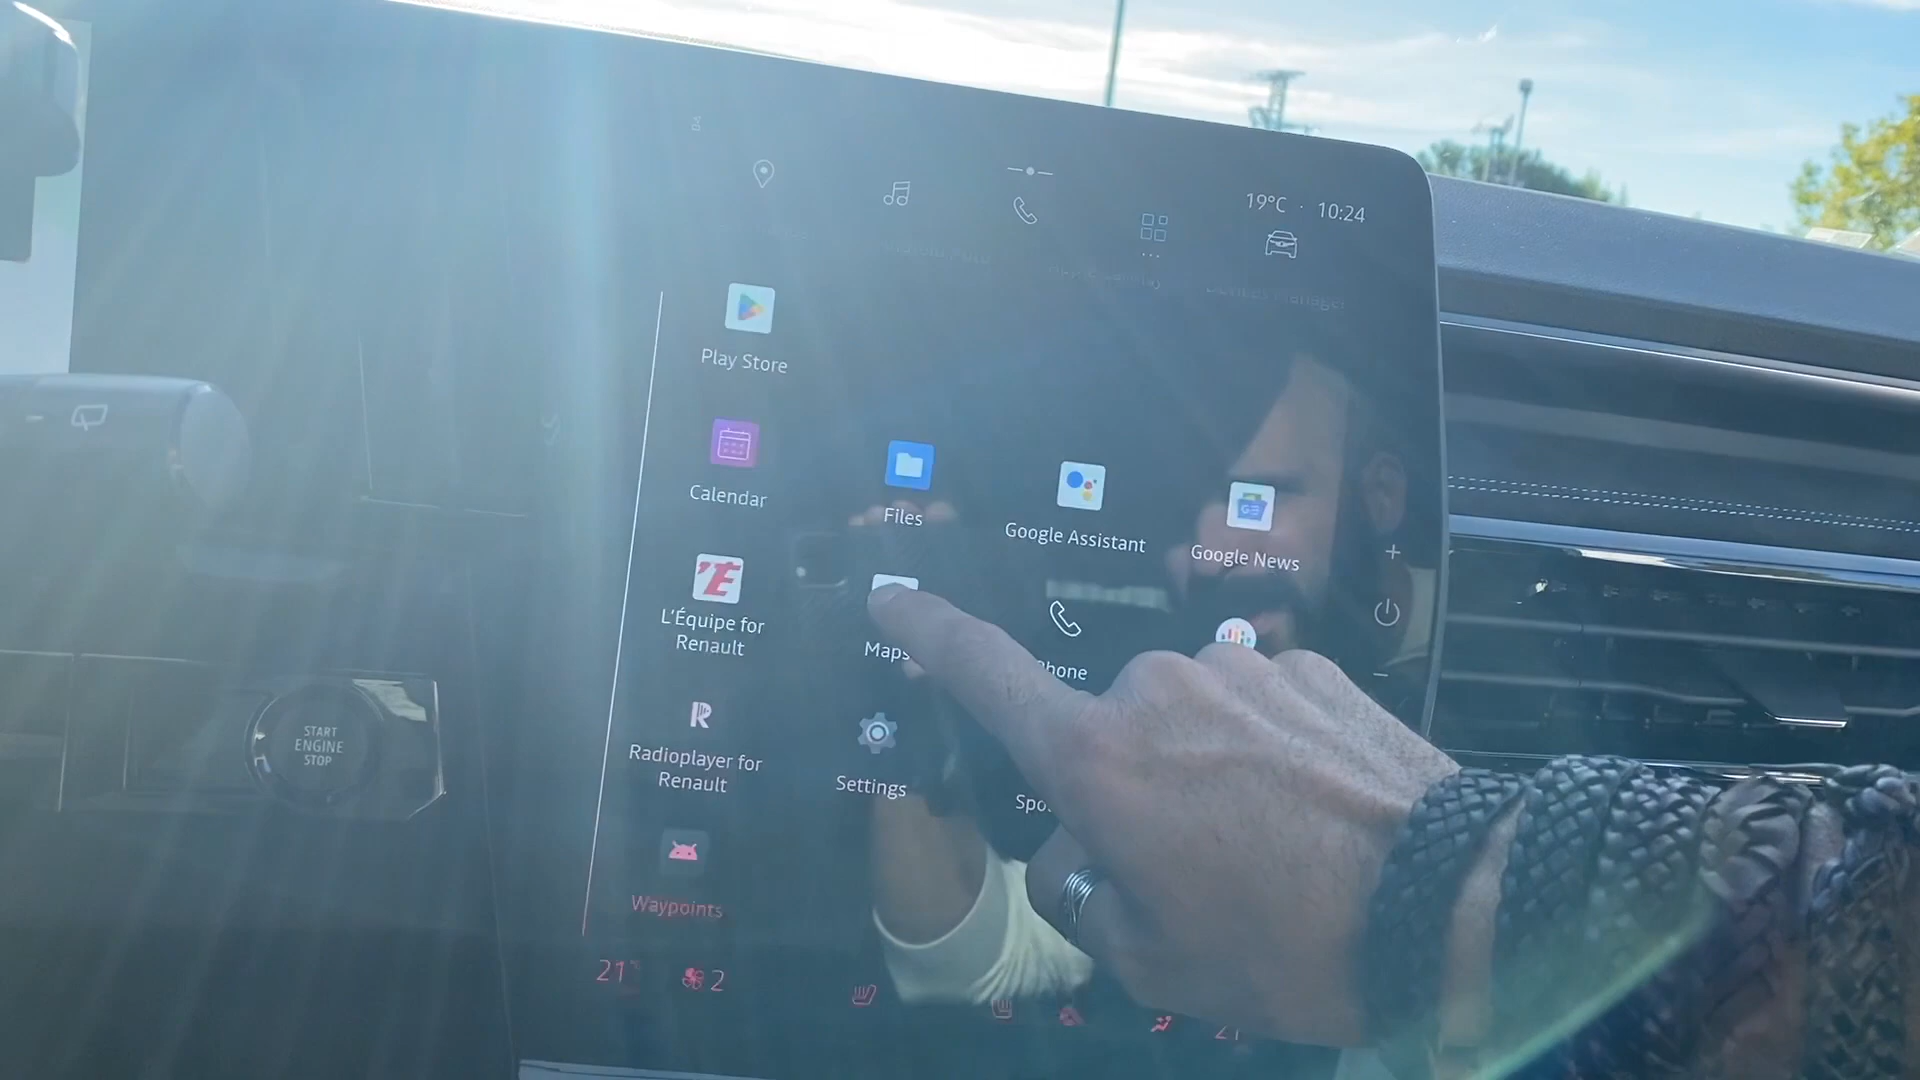 19°C · 10:24
Play Store
Calendar
Files
Google Assistant
Google News
L'Équipe for
Renault
Maps
Radioplayer for
Renault
Settings
Waypoints
21°
2
START
ENGINE
STOP